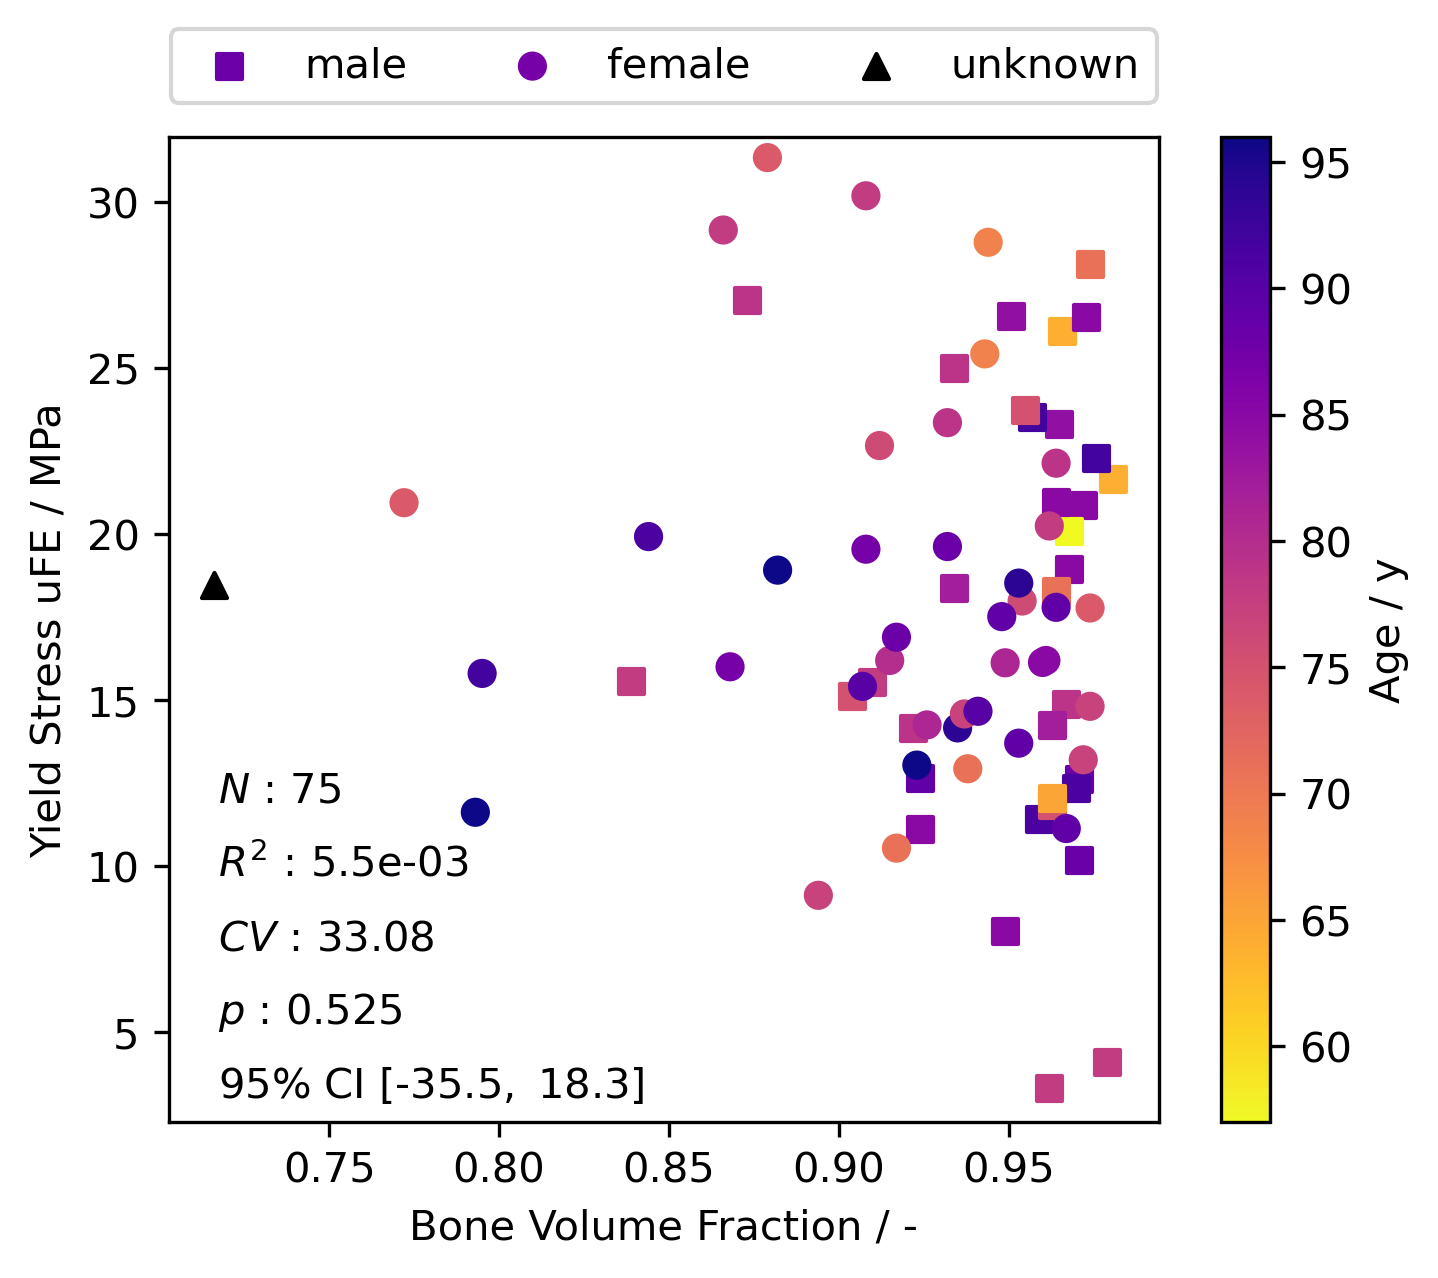 male female unknown
30
25
20
15
10
5
Yield Stress uFE / MPa
N : 75
R² : 5.5e-03
CV : 33.08
p : 0.525
95% CI [-35.5, 18.3]
0.75 0.80 0.85 0.90 0.95
Bone Volume Fraction / -
95
90
85
80
75
70
65
60
Age / y